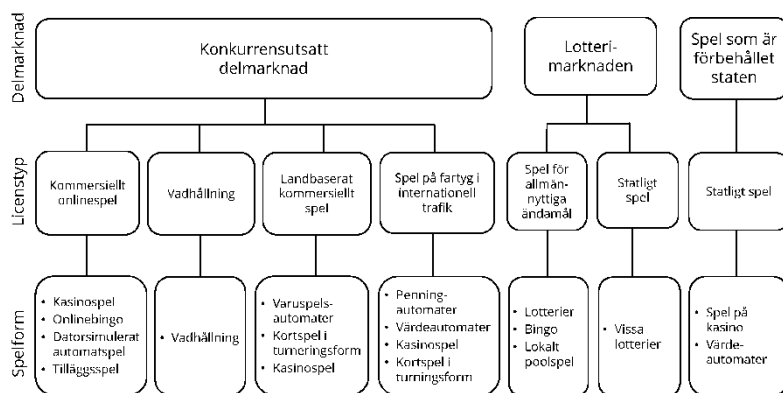 Delmarknad
Konkurrensutsatt
delmarknad
Lotteri-
marknaden
Spel som är
förbehållet
staten
Licenstyp
Kommersiellt
onlinespel
Vadhållning
Landbaserat
kommersiellt
spel
Spel på fartyg i
internationell
trafik
Spel för
allmän-
nyttiga
ändamål
Statligt
spel
Statligt spel
Spelform
• Kasinospel
• Onlinebingo
• Datorsimulerat
automatspel
• Tilläggsspel
• Vadhållning
• Varuspels-
automater
• Kortspel i
turneringsform
• Kasinospel
• Penning-
automater
• Värdeautomater
• Kasinospel
• Kortspel i
turningsform
• Lotterier
• Bingo
• Lokalt
poolspel
• Vissa
lotterier
• Spel på
kasino
• Värde-
automater